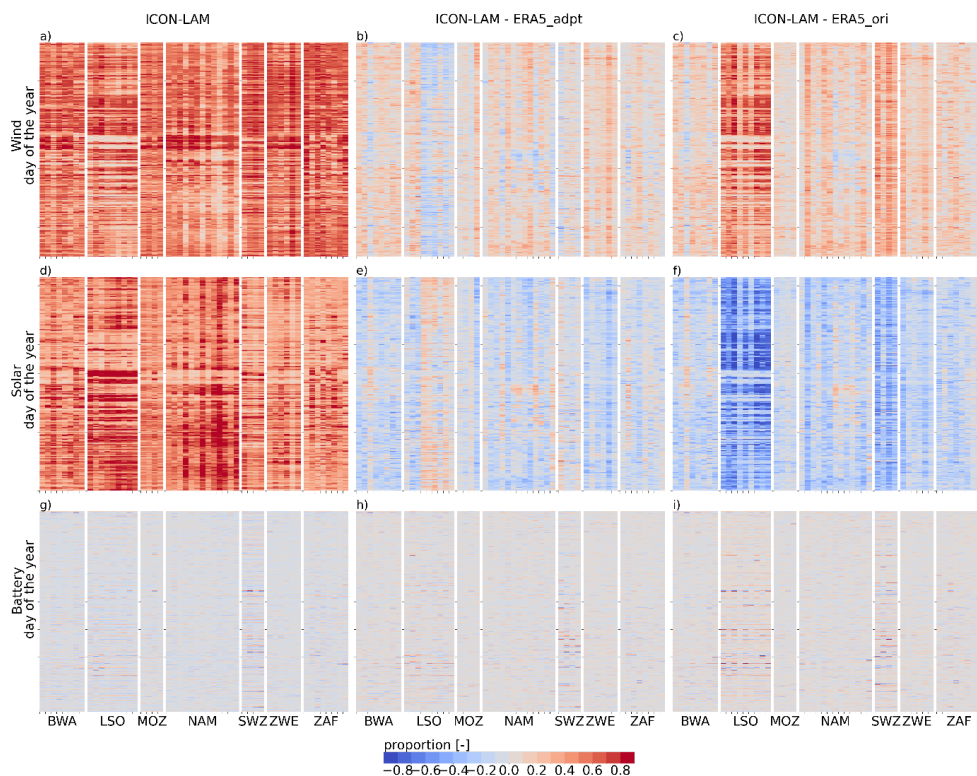 ICON-LAM
ICON-LAM - ERA5_adpt
ICON-LAM - ERA5_ori
a)
b)
c)
Wind
day of the year
d)
e)
f)
Solar
day of the year
g)
h)
i)
Battery
day of the year
BWA LSO MOZ NAM SWZ ZWE ZAF
BWA LSO MOZ NAM SWZ ZWE ZAF
BWA LSO MOZ NAM SWZ ZWE ZAF
proportion [-]
−0.8 −0.6 −0.4 −0.2 0.0 0.2 0.4 0.6 0.8